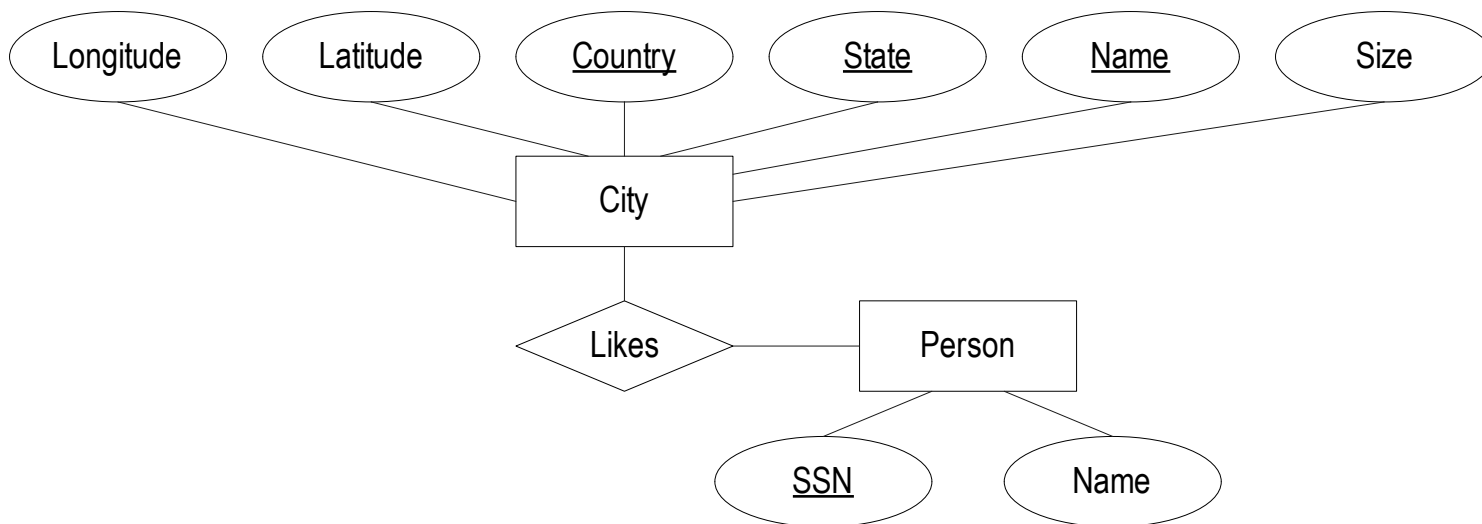 Longitude
Latitude
Country
State
Name
Size
City
Likes
Person
SSN
Name